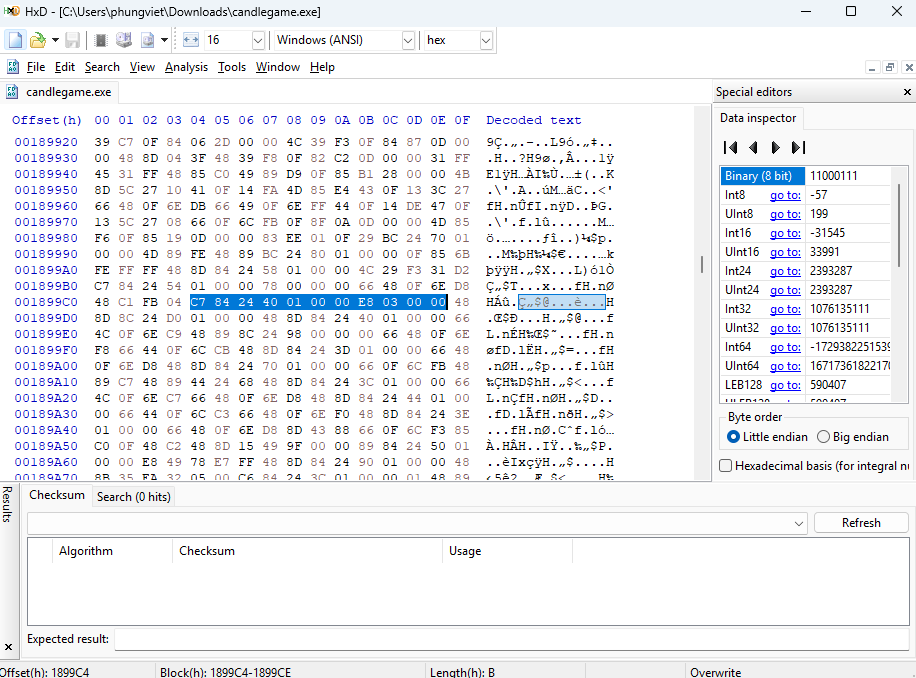 HxD - [C:\Users\phungviet\Downloads\candlegame.exe]
16 Windows (ANSI) hex
File Edit Search View Analysis Tools Window Help
candlegame.exe
Special editors
Data inspector
Offset(h) 00 01 02 03 04 05 06 07 08 09 0A 0B 0C 0D 0E 0F Decoded text
00189920 39 C7 0F 84 06 2D 00 00 4C 39 F3 0F 84 87 0D 00 9Ç.„.-..L9ó.„‡..
00189930 00 48 8D 04 3F 48 39 F8 0F 82 C2 0D 00 00 31 FF .H..?H9ø.‚Â...1ÿ
00189940 45 31 FF 48 85 C0 49 89 D9 0F 85 B1 28 00 00 4B E1ÿH…ÀI‰Ù.…±(..K
00189950 8D 5C 27 10 41 0F 14 FA 4D 85 E4 43 0F 13 3C 27 .\'.A..úM…äC..<'
00189960 66 48 0F 6E DB 66 49 0F 6E FF 44 0F 14 DE 47 0F fH.nÛfI.nÿD..ÞG.
00189970 13 5C 27 08 66 0F 6C FB 0F 8F 0A 0D 00 00 4D 85 .\'.f.lû......M…
00189980 F6 0F 85 19 0D 00 00 83 EE 01 0F 29 BC 24 70 01 ö.…....ƒî..)¼$p.
00189990 00 00 4D 89 FE 48 89 BC 24 80 01 00 00 0F 85 6B ..M‰þH‰¼$€....…k
001899A0 FE FF FF 48 8D 84 24 58 01 00 00 4C 29 F3 31 D2 þÿÿH.„$X...L)ó1Ò
001899B0 C7 84 24 54 01 00 00 78 00 00 00 66 48 0F 6E D8 Ç„$T...x...fH.nØ
001899C0 48 C1 FB 04 C7 84 24 40 01 00 00 E8 03 00 00 48 HÁû.Ç„$@...è...H
001899D0 8D 8C 24 D0 01 00 00 48 8D 84 24 40 01 00 00 66 .Œ$Ð...H.„$@...f
001899E0 4C 0F 6E C9 48 89 8C 24 98 00 00 00 66 48 0F 6E L.nÉH‰Œ$˜...fH.n
001899F0 F8 66 44 0F 6C CB 48 8D 84 24 3D 01 00 00 66 48 øfD.lËH.„$=...fH
00189A00 0F 6E D8 48 8D 84 24 70 01 00 00 66 0F 6C FB 48 .nØH.„$p...f.lûH
00189A10 89 C7 48 89 44 24 68 48 8D 84 24 3C 01 00 00 66 ‰ÇH‰D$hH.„$<...f
00189A20 4C 0F 6E C7 66 48 0F 6E D8 48 8D 84 24 44 01 00 L.nÇfH.nØH.„$D..
00189A30 00 66 44 0F 6C C3 66 48 0F 6E F0 48 8D 84 24 3E .fD.lÃfH.nðH.„$>
00189A40 01 00 00 66 48 0F 6E D8 8D 43 88 66 0F 6C F3 85 ...fH.nØ.Cˆf.ló…
00189A50 C0 0F 48 C2 48 8D 15 49 9F 00 00 89 84 24 50 01 À.HÂH..IŸ..‰„$P.
00189A60 00 00 E8 49 78 E7 FF 48 8D 84 24 90 01 00 00 48 ..èIxçÿH.„$....H
Binary (8 bit) 11000111
Int8 go to: -57
UInt8 go to: 199
Int16 go to: -31545
UInt16 go to: 33991
Int24 go to: 2393287
UInt24 go to: 2393287
Int32 go to: 1076135111
UInt32 go to: 1076135111
Int64 go to: -1729382251539
UInt64 go to: 1671736182217
LEB128 go to: 590407
Byte order
Little endian Big endian
Hexadecimal basis (for integral
Results
Checksum Search (0 hits)
Refresh
Algorithm Checksum Usage
Expected result:
Offset(h): 1899C4 Block(h): 1899C4-1899CE Length(h): B Overwrite